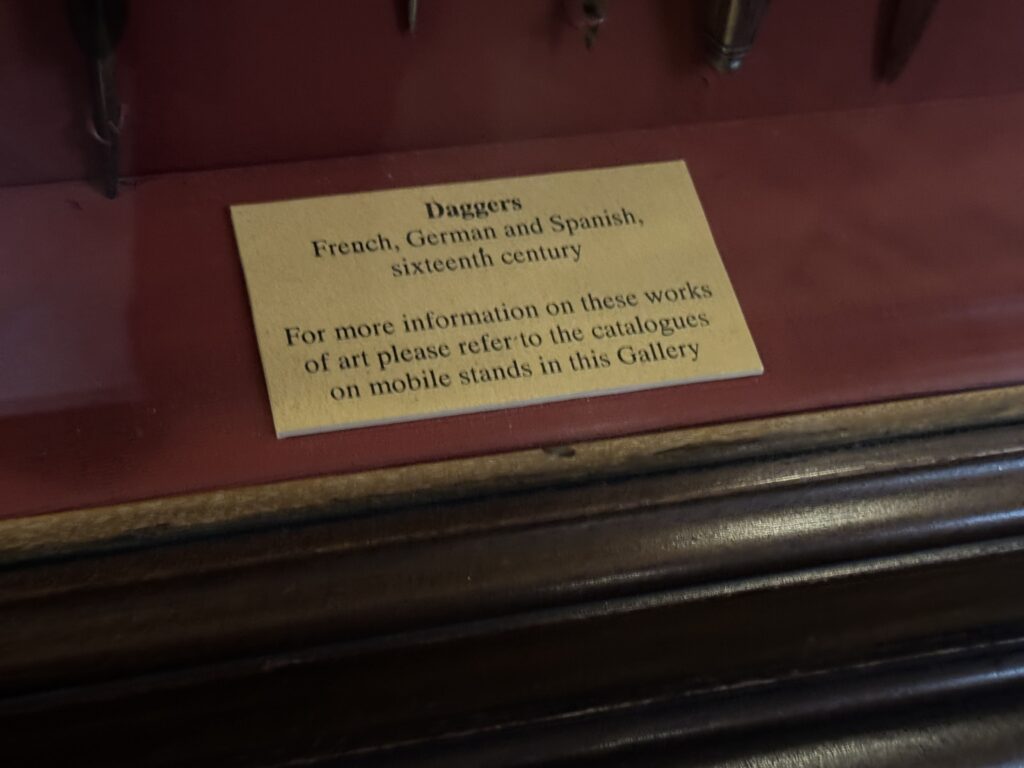 Daggers
French, German and Spanish,
sixteenth century
For more information on these works
of art please refer to the catalogues
on mobile stands in this Gallery